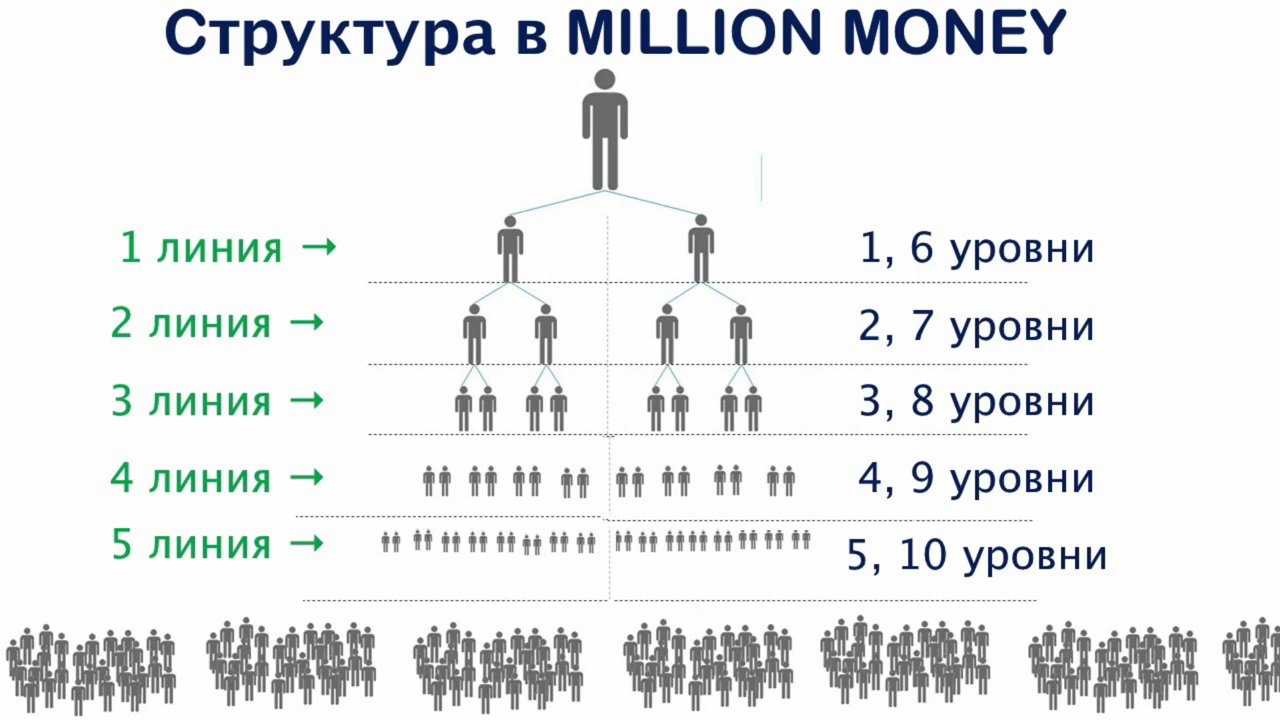 Структура в MILLION MONEY
1 линия → 1, 6 уровни
2 линия → 2, 7 уровни
3 линия → 3, 8 уровни
4 линия → 4, 9 уровни
5 линия → 5, 10 уровни